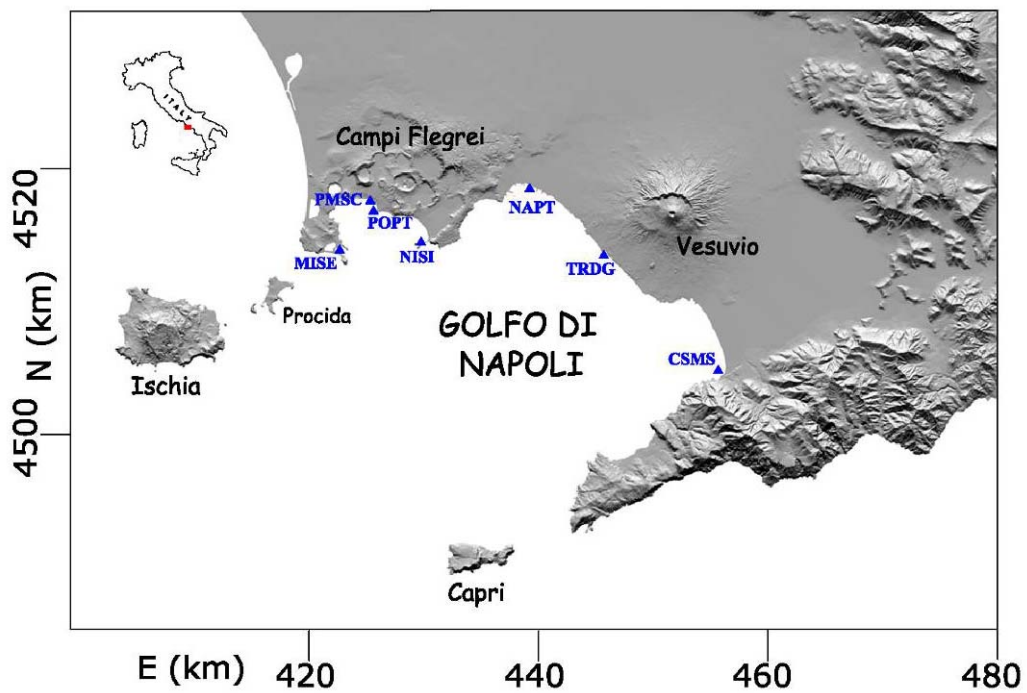 ITALY
Campi Flegrei
4520
PMSC
POPT
NAPT
NISI
MISE
Vesuvio
TRDG
Procida
GOLFO DI
NAPOLI
CSMS
Ischia
N (km)
4500
Capri
E (km)
420
440
460
480